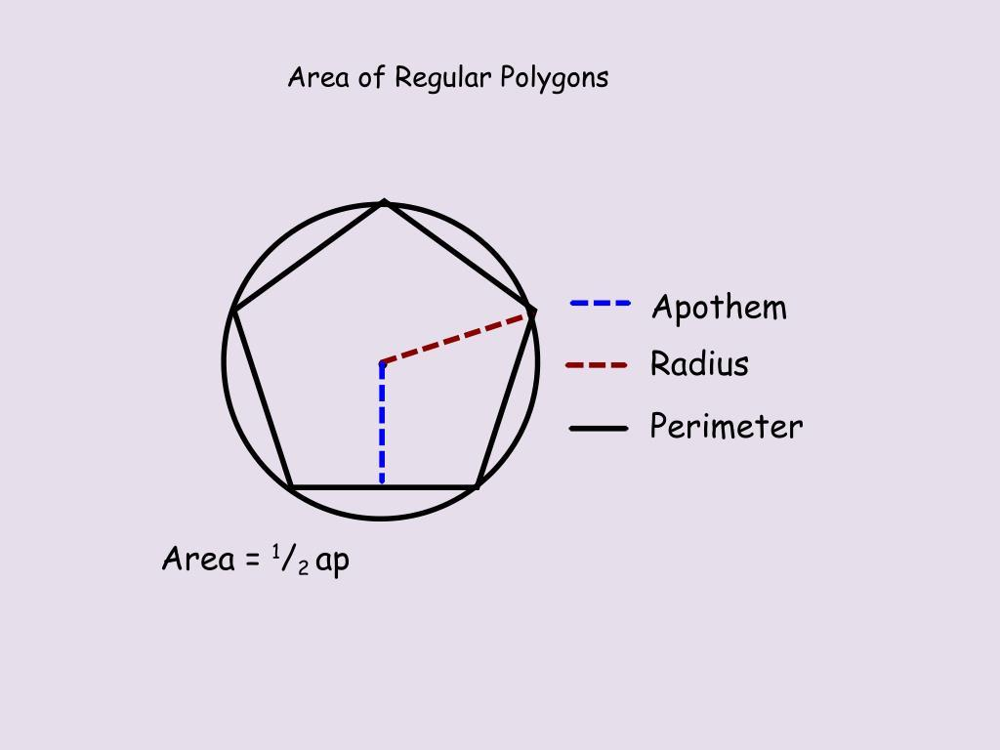 Area of Regular Polygons
Apothem
Radius
Perimeter
Area = ¹/₂ ap